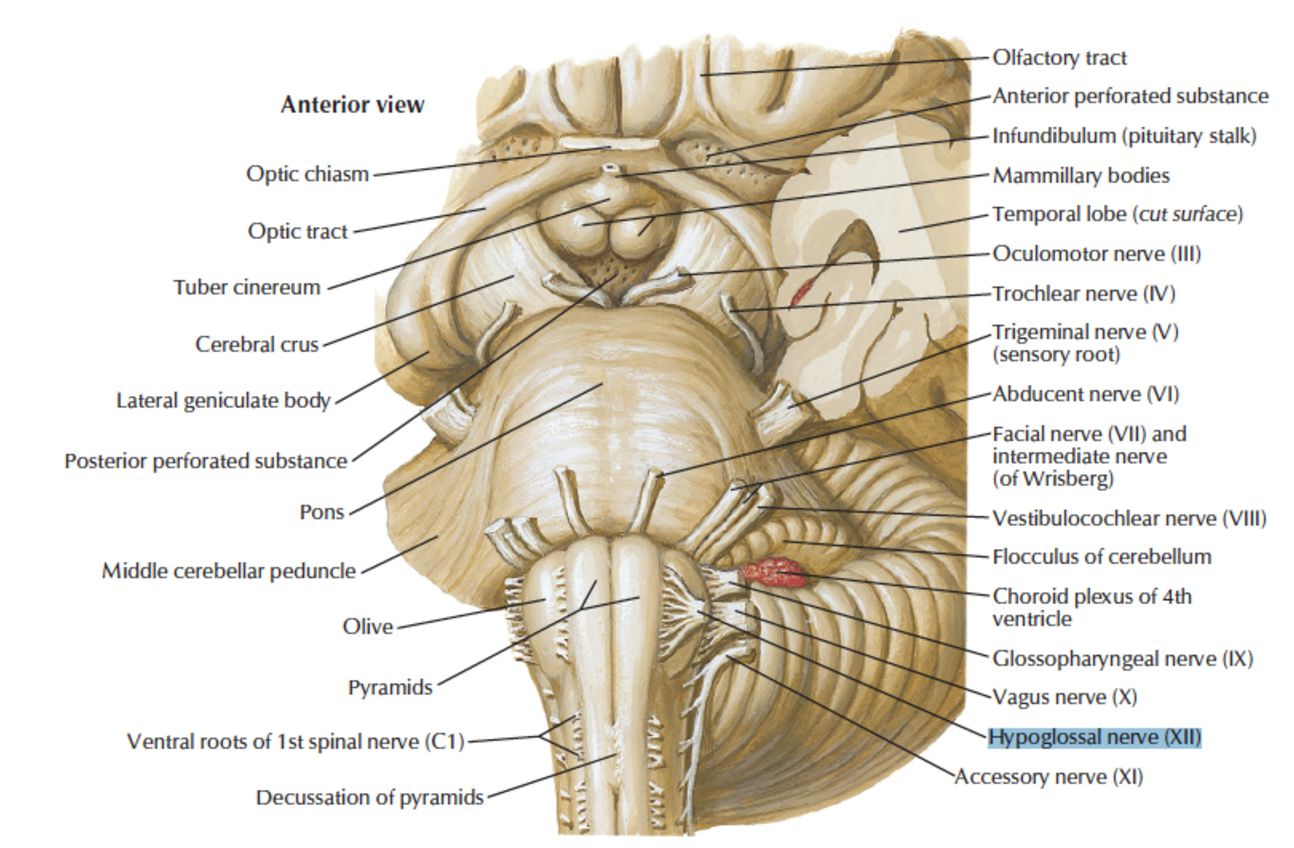 Anterior view
Optic chiasm
Optic tract
Tuber cinereum
Cerebral crus
Lateral geniculate body
Posterior perforated substance
Pons
Middle cerebellar peduncle
Olive
Pyramids
Ventral roots of 1st spinal nerve (C1)
Decussation of pyramids
Olfactory tract
Anterior perforated substance
Infundibulum (pituitary stalk)
Mammillary bodies
Temporal lobe (cut surface)
Oculomotor nerve (III)
Trochlear nerve (IV)
Trigeminal nerve (V)
(sensory root)
Abducent nerve (VI)
Facial nerve (VII) and
intermediate nerve
(of Wrisberg)
Vestibulocochlear nerve (VIII)
Flocculus of cerebellum
Choroid plexus of 4th
ventricle
Glossopharyngeal nerve (IX)
Vagus nerve (X)
Hypoglossal nerve (XII)
Accessory nerve (XI)